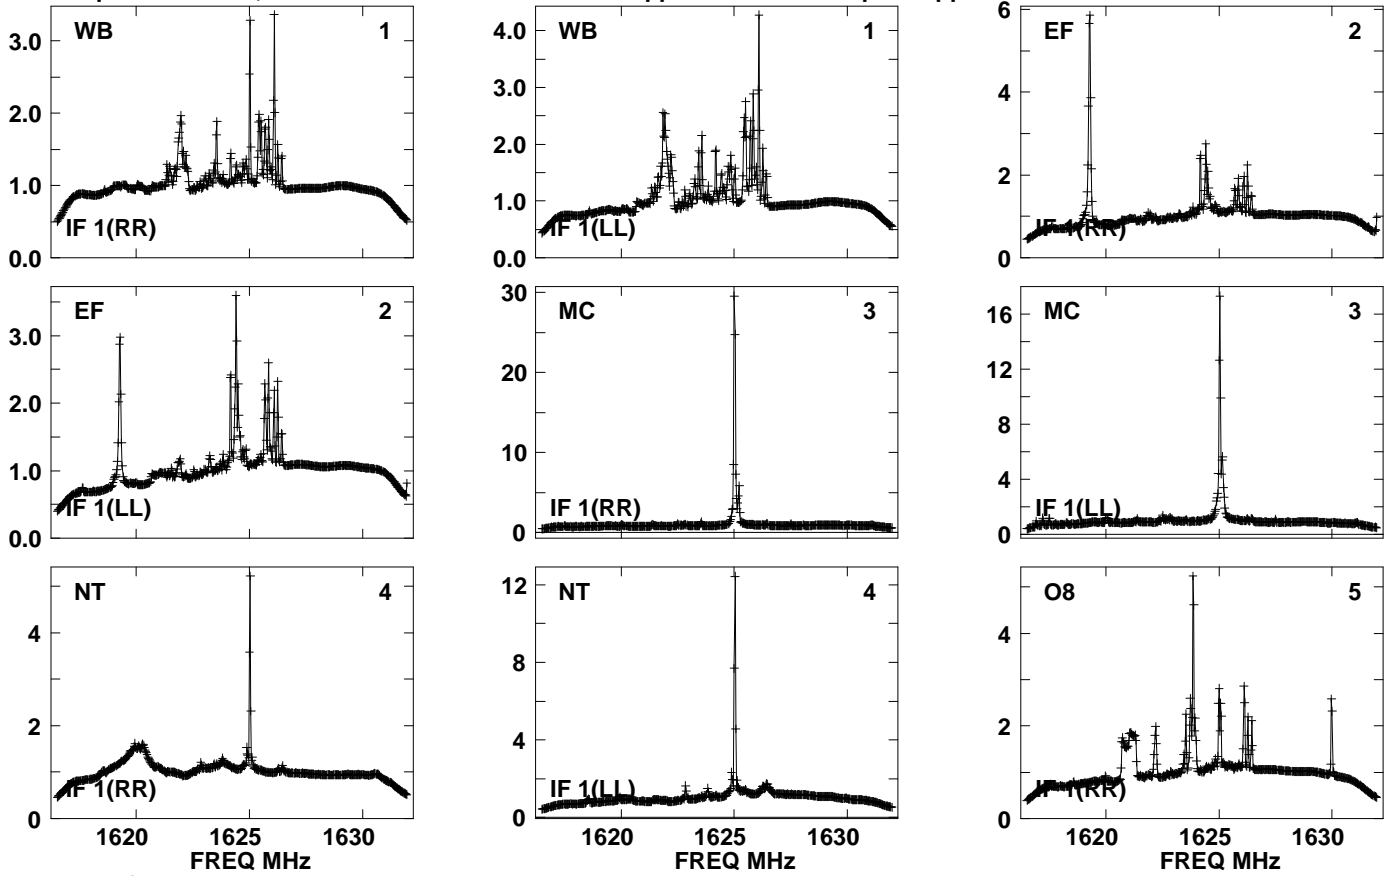 WB 1
3.0
2.0
1.0
0.0
IF 1(RR)
WB 1
4.0
3.0
2.0
1.0
0.0
IF 1(LL)
EF 2
6
4
2
0
IF 1(RR)
EF 2
3.0
2.0
1.0
0.0
IF 1(LL)
MC 3
30
20
10
0
IF 1(RR)
MC 3
16
12
8
4
0
IF 1(LL)
NT 4
4
2
0
IF 1(RR)
1620 1625 1630
FREQ MHz
NT 4
12
8
4
0
IF 1(LL)
1620 1625 1630
FREQ MHz
O8 5
4
2
0
IF 1(RR)
1620 1625 1630
FREQ MHz